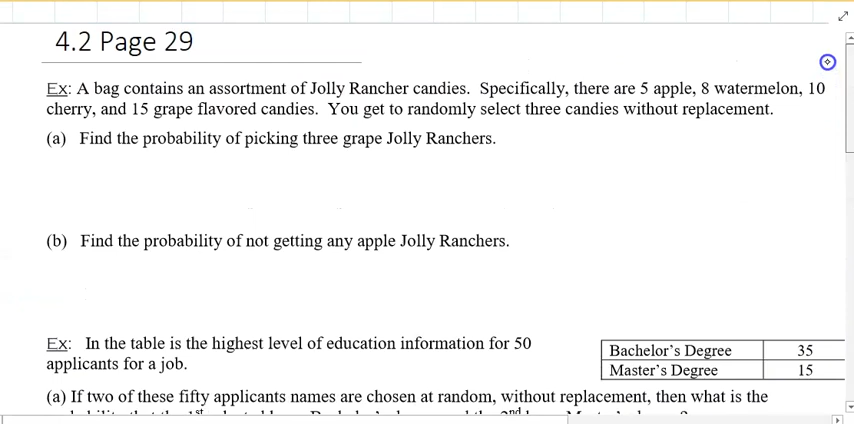 4.2 Page 29
Ex: A bag contains an assortment of Jolly Rancher candies. Specifically, there are 5 apple, 8 watermelon, 10
cherry, and 15 grape flavored candies. You get to randomly select three candies without replacement.
(a) Find the probability of picking three grape Jolly Ranchers.
(b) Find the probability of not getting any apple Jolly Ranchers.
Ex: In the table is the highest level of education information for 50
applicants for a job.
Bachelor's Degree 35
Master's Degree 15
(a) If two of these fifty applicants names are chosen at random, without replacement, then what is the